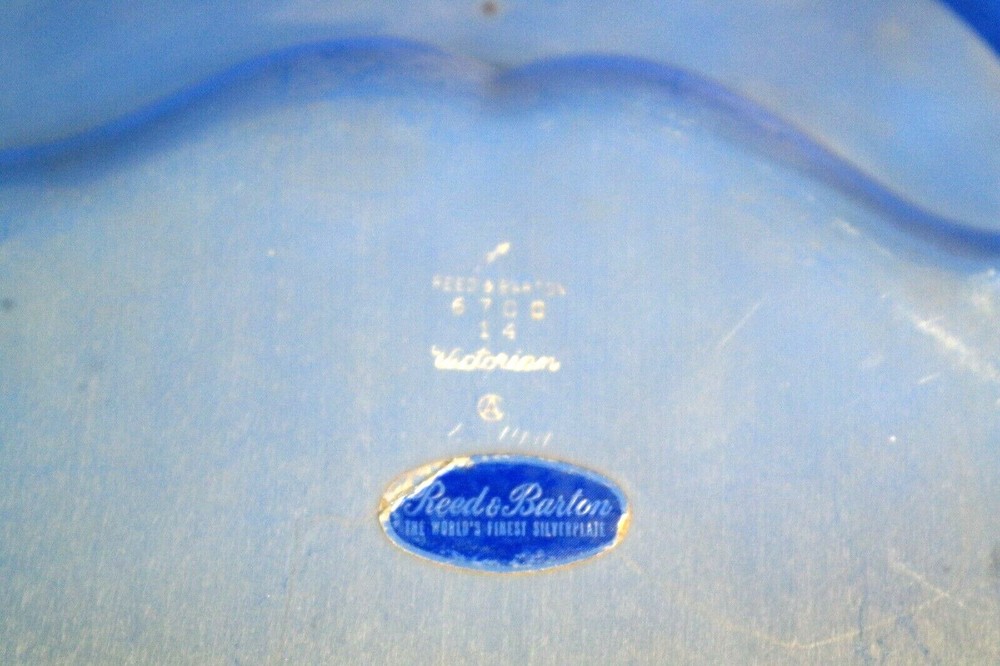 REED & BARTON
6700
14
Victorian
Reed & Barton
THE WORLD'S FINEST SILVERPLATE